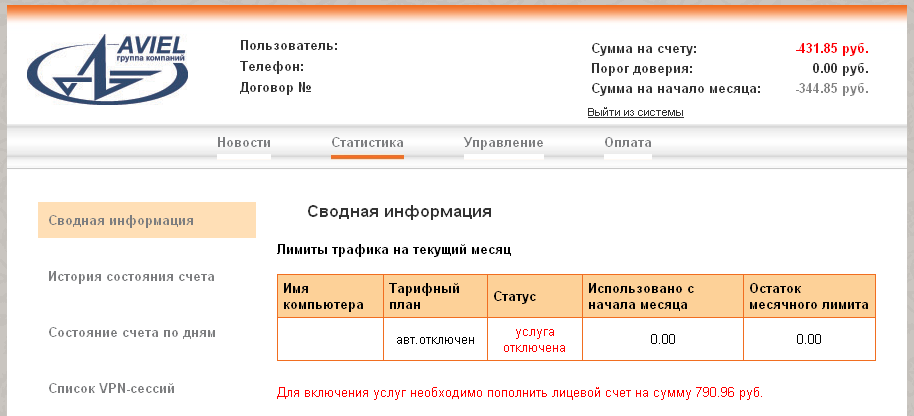 AVIEL
группа компаний
Пользователь:
Телефон:
Договор №
Сумма на счету: -431.85 руб.
Порог доверия: 0.00 руб.
Сумма на начало месяца: -344.85 руб.
Выйти из системы
Новости Статистика Управление Оплата
Сводная информация
История состояния счета
Состояние счета по дням
Список VPN-сессий
Сводная информация
Лимиты трафика на текущий месяц
Имя компьютера Тарифный план Статус Использовано с начала месяца Остаток месячного лимита
авт.отключен услуга отключена 0.00 0.00
Для включения услуг необходимо пополнить лицевой счет на сумму 790.96 руб.